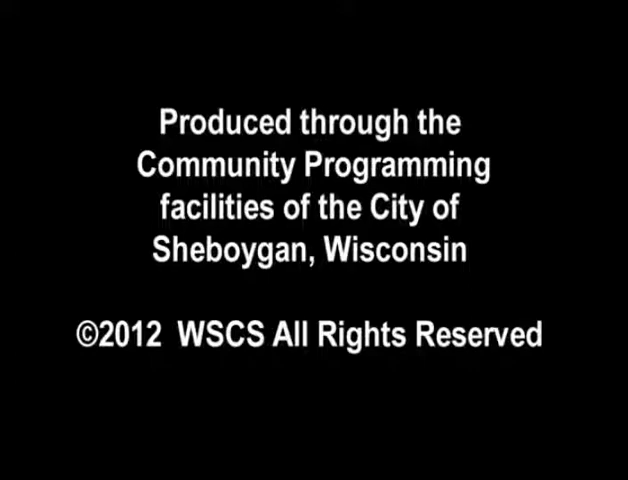 Produced through the
Community Programming
facilities of the City of
Sheboygan, Wisconsin
©2012 WSCS All Rights Reserved